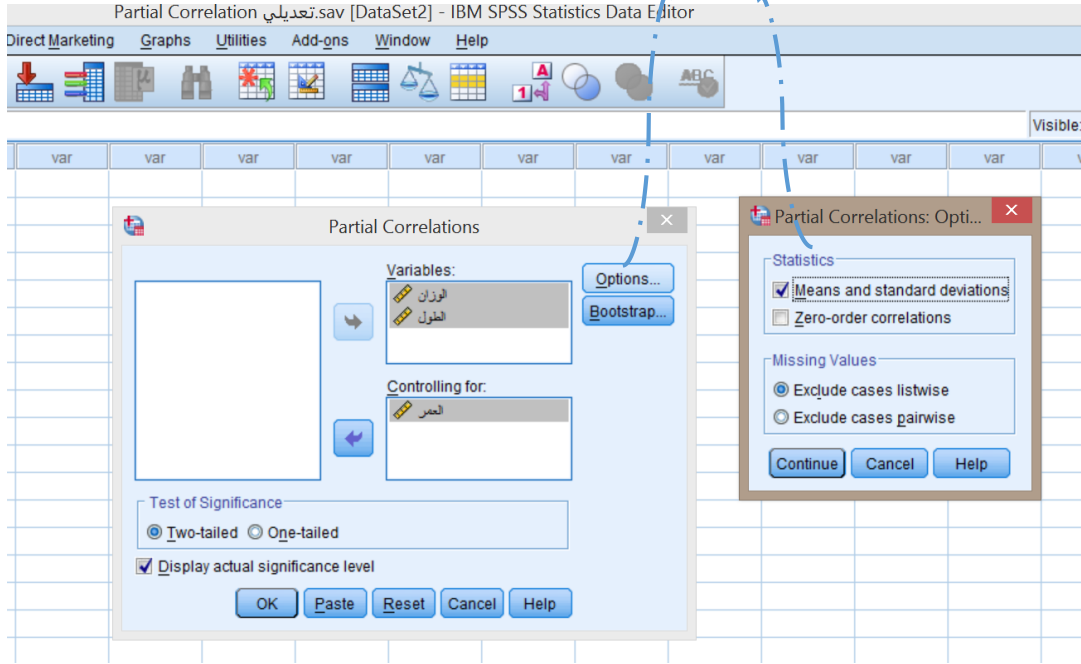 Partial Correlation تعديلي.sav [DataSet2] - IBM SPSS Statistics Data Editor
Direct Marketing Graphs Utilities Add-ons Window Help
A
1
ABC
μ
Visible:
var var var var var var var var var var var
Partial Correlations
Variables:
الوزان
الطول
Options...
Bootstrap...
Controlling for:
العمر
Test of Significance
Two-tailed One-tailed
Display actual significance level
OK Paste Reset Cancel Help
Partial Correlations: Opti...
Statistics
Means and standard deviations
Zero-order correlations
Missing Values
Exclude cases listwise
Exclude cases pairwise
Continue Cancel Help